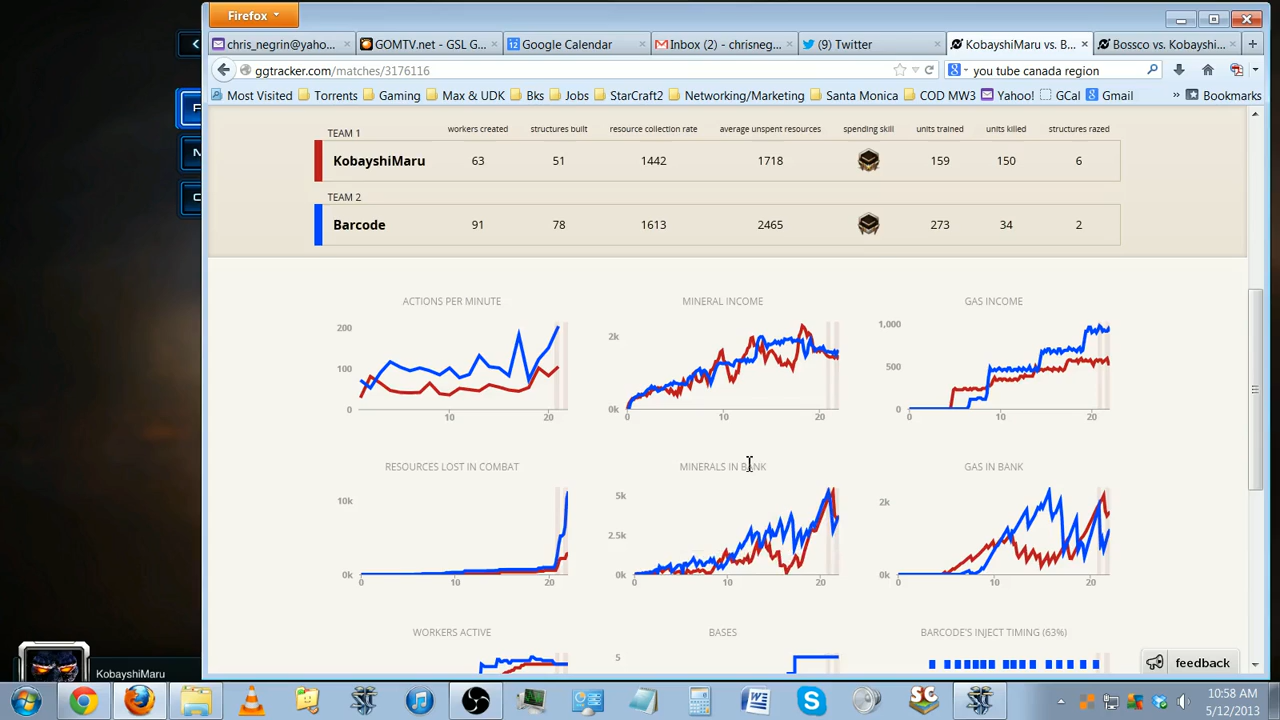 Firefox
chris_negrin@yaho...
GOMTV.net - GSL G...
12 Google Calendar
Inbox (2) - chrisneg...
(9) Twitter
KobayshiMaru vs. B...
Bossco vs. Kobayshi...
ggtracker.com/matches/3176116
you tube canada region
Most Visited Torrents Gaming Max & UDK Bks Jobs StarCraft2 Networking/Marketing Santa Monica COD MW3 Yahoo! GCal Gmail » Bookmarks
workers created structures built resource collection rate average unspent resources spending skill units trained units killed structures razed
TEAM 1
KobayshiMaru 63 51 1442 1718 159 150 6
TEAM 2
Barcode 91 78 1613 2465 273 34 2
ACTIONS PER MINUTE MINERAL INCOME GAS INCOME
200 100 0 10 20
2k 0k 0 10 20
1,000 500 0 0 10 20
RESOURCES LOST IN COMBAT MINERALS IN BANK GAS IN BANK
10k 0k 0 10 20
5k 2.5k 0k 0 10 20
2k 0k 0 10 20
WORKERS ACTIVE BASES BARCODE'S INJECT TIMING (63%)
5
feedback
KobayshiMaru
10:58 AM
5/12/2013